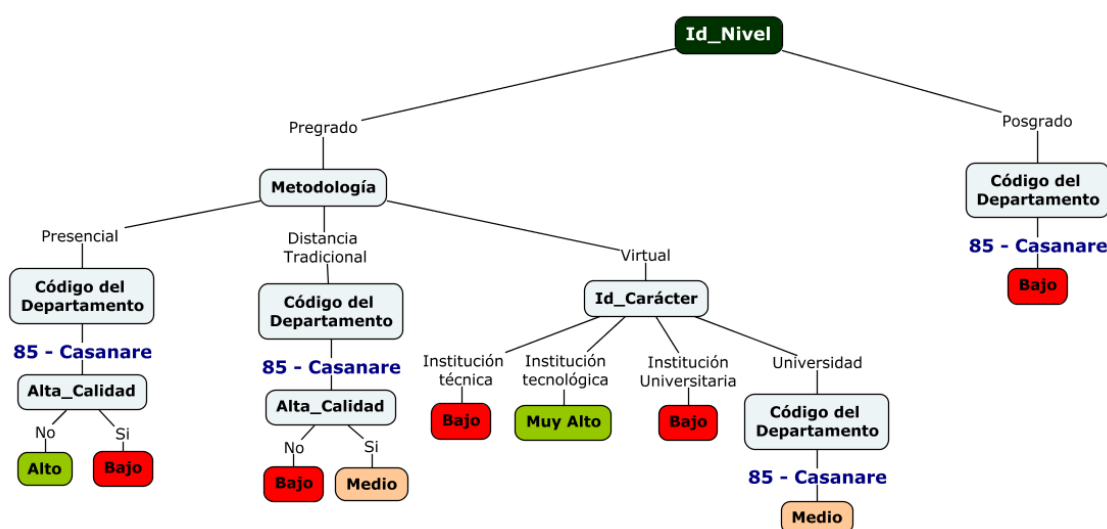 Id_Nivel
Pregrado
Posgrado
Metodología
Código del
Departamento
85 - Casanare
Bajo
Presencial
Distancia
Tradicional
Virtual
Código del
Departamento
85 - Casanare
Alta_Calidad
No
Si
Alto
Bajo
Código del
Departamento
85 - Casanare
Alta_Calidad
No
Si
Bajo
Medio
Id_Carácter
Institución
técnica
Institución
tecnológica
Institución
Universitaria
Universidad
Bajo
Muy Alto
Bajo
Código del
Departamento
85 - Casanare
Medio